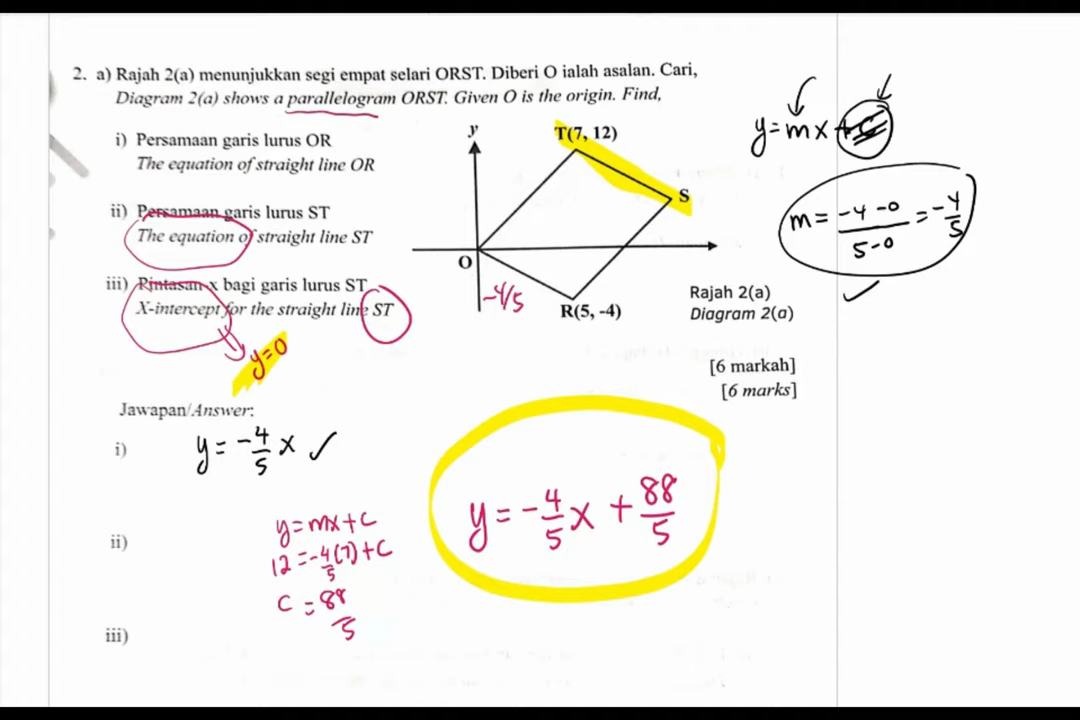 2. a) Rajah 2(a) menunjukkan segi empat selari ORST. Diberi O ialah asalan. Cari,
Diagram 2(a) shows a parallelogram ORST. Given O is the origin. Find,
i) Persamaan garis lurus OR
The equation of straight line OR
ii) Persamaan garis lurus ST
The equation of straight line ST
iii) Pintasan-x bagi garis lurus ST
X-intercept for the straight line ST
y=0
y
T(7, 12)
S
O
-4/5
R(5, -4)
Rajah 2(a)
Diagram 2(a)
y=mx+c
m = -4-0/5-0 = -4/5
[6 markah]
[6 marks]
Jawapan/Answer:
i) y = -4/5 x ✓
ii) y=mx+c
12=-4/5(7)+c
c = 88/5
y = -4/5 x + 88/5
iii)